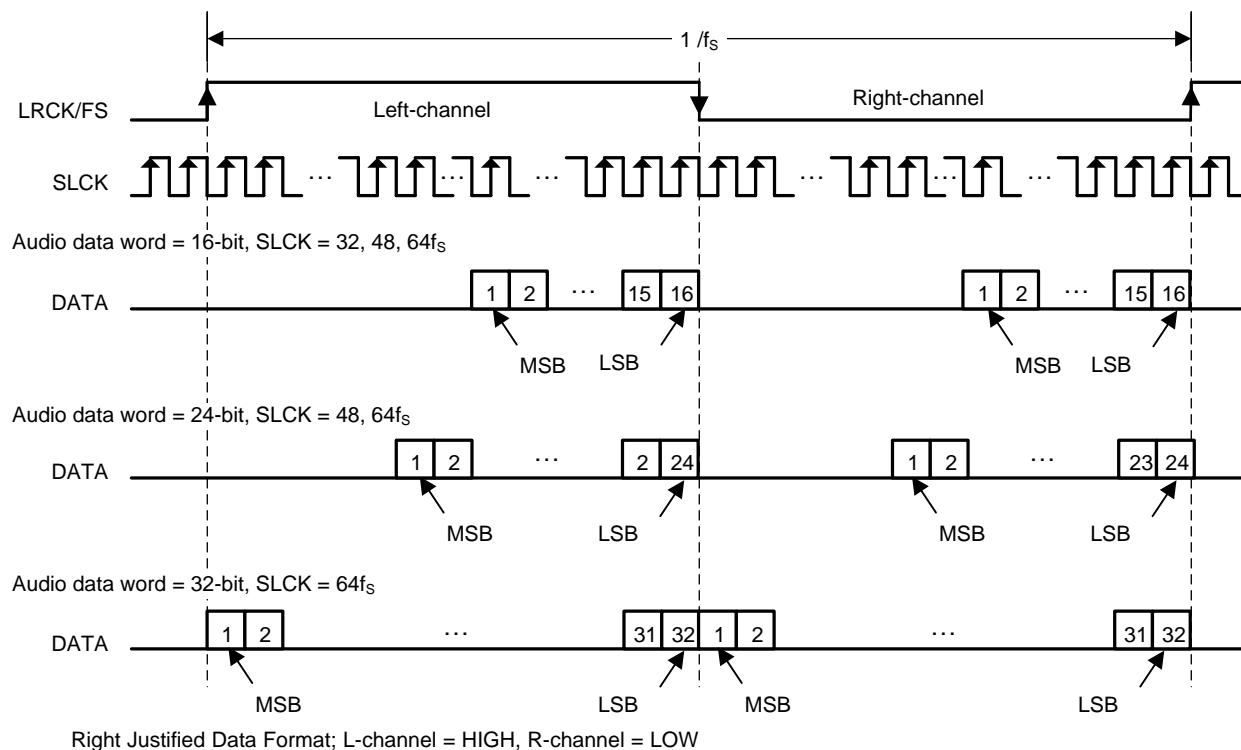 1 /fS
LRCK/FS Left-channel Right-channel
SLCK ... ... ... ... ... ...
Audio data word = 16-bit, SLCK = 32, 48, 64fS
DATA 1 2 ... 15 16 1 2 ... 15 16
MSB LSB MSB LSB
Audio data word = 24-bit, SLCK = 48, 64fS
DATA 1 2 ... 2 24 1 2 ... 23 24
MSB LSB MSB LSB
Audio data word = 32-bit, SLCK = 64fS
DATA 1 2 ... 31 32 1 2 ... 31 32
MSB LSB MSB LSB
Right Justified Data Format; L-channel = HIGH, R-channel = LOW